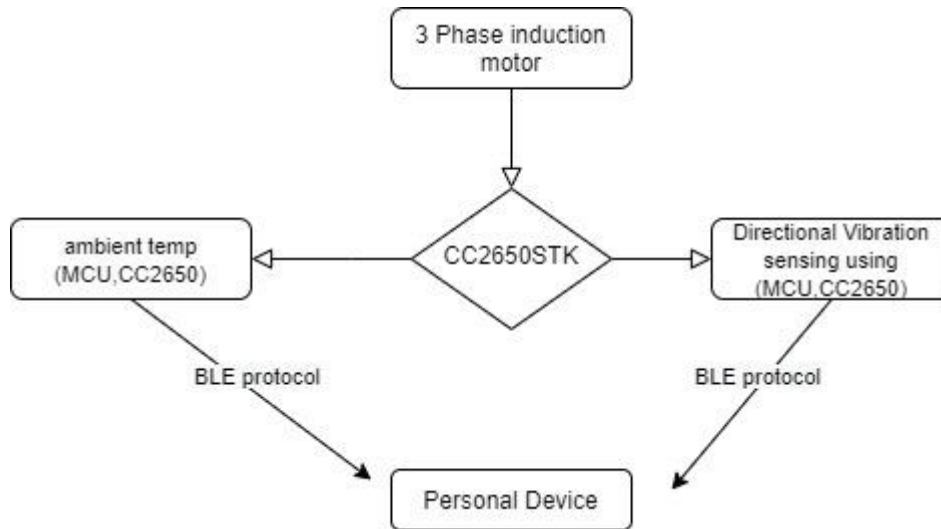 3 Phase induction
motor
CC2650STK
ambient temp
(MCU,CC2650)
Directional Vibration
sensing using
(MCU,CC2650)
BLE protocol
BLE protocol
Personal Device